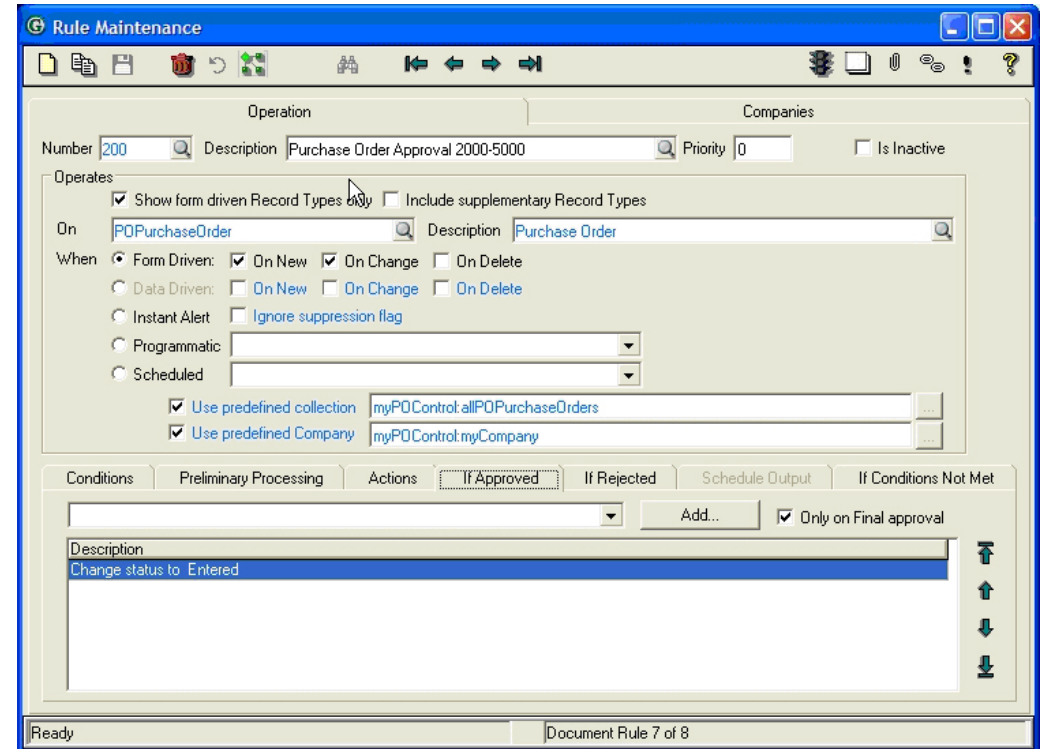 G Rule Maintenance
Operation Companies
Number 200 Description Purchase Order Approval 2000-5000 Priority 0 Is Inactive
Operates
Show form driven Record Types only Include supplementary Record Types
On POPurchaseOrder Description Purchase Order
When Form Driven: On New On Change On Delete
Data Driven: On New On Change On Delete
Instant Alert Ignore suppression flag
Programmatic
Scheduled
Use predefined collection myPOControl:allPOPurchaseOrders ...
Use predefined Company myPOControl:myCompany ...
Conditions Preliminary Processing Actions If Approved If Rejected Schedule Output If Conditions Not Met
Add... Only on Final approval
Description
Change status to Entered
Ready Document Rule 7 of 8